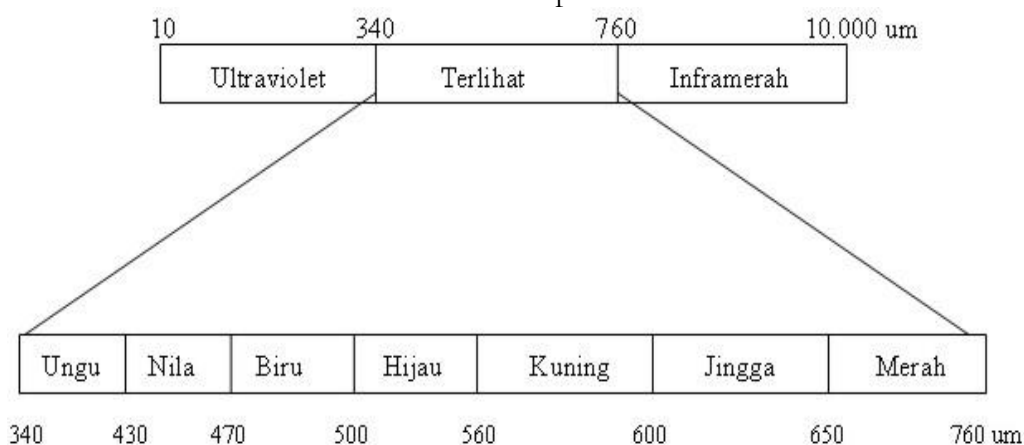 10 340 760 10.000 um
Ultraviolet Terlihat Inframerah
Ungu Nila Biru Hijau Kuning Jingga Merah
340 430 470 500 560 600 650 760 um